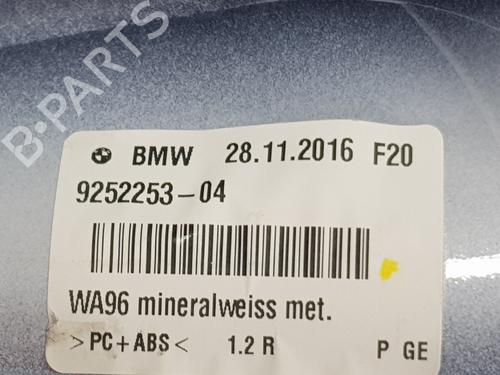 B-PARTS
BMW 28.11.2016 F20
9252253-04
WA96 mineralweiss met.
>PC+ABS< 1.2 R P GE